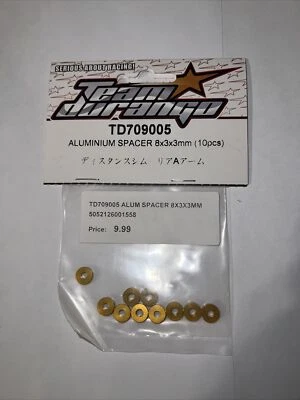 SERIOUS ABOUT RACING!
Team
durango
TD709005
ALUMINIUM SPACER 8x3x3mm (10pcs)
ディスタンスシム リアAアーム
TD709005 ALUM SPACER 8X3X3MM
5052126001558
Price: 9.99